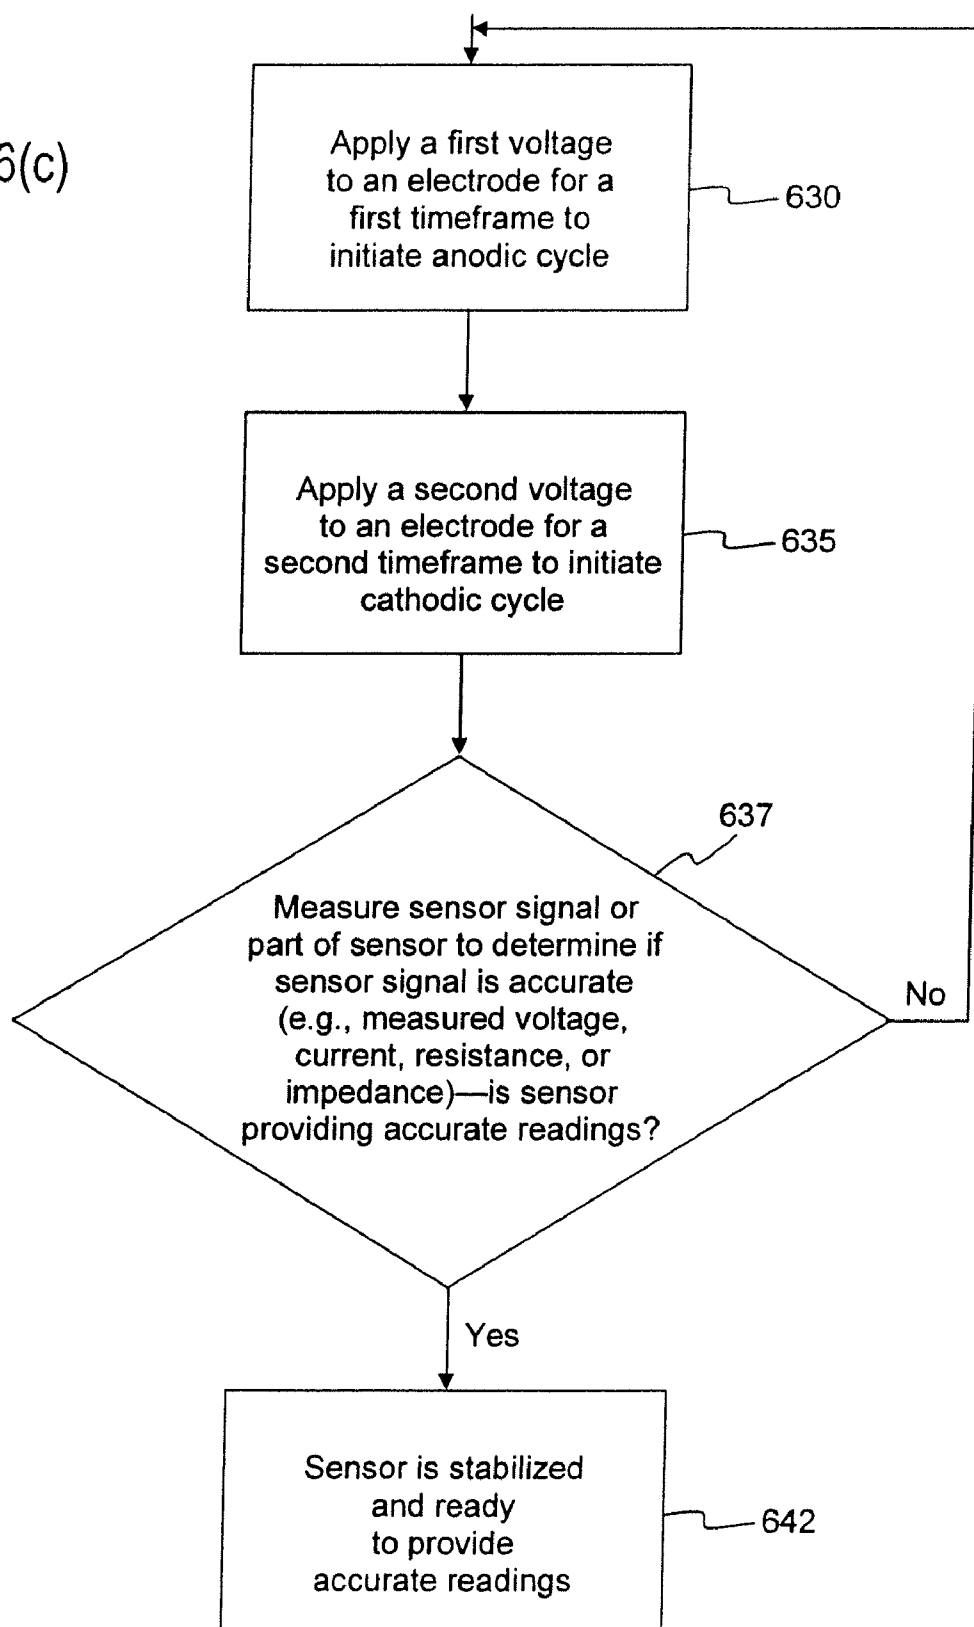 6(c)
Apply a first voltage
to an electrode for a
first timeframe to
initiate anodic cycle
630
Apply a second voltage
to an electrode for a
second timeframe to initiate
cathodic cycle
635
637
Measure sensor signal or
part of sensor to determine if
sensor signal is accurate
(e.g., measured voltage,
current, resistance, or
impedance)—is sensor
providing accurate readings?
No
Yes
Sensor is stabilized
and ready
to provide
accurate readings
642